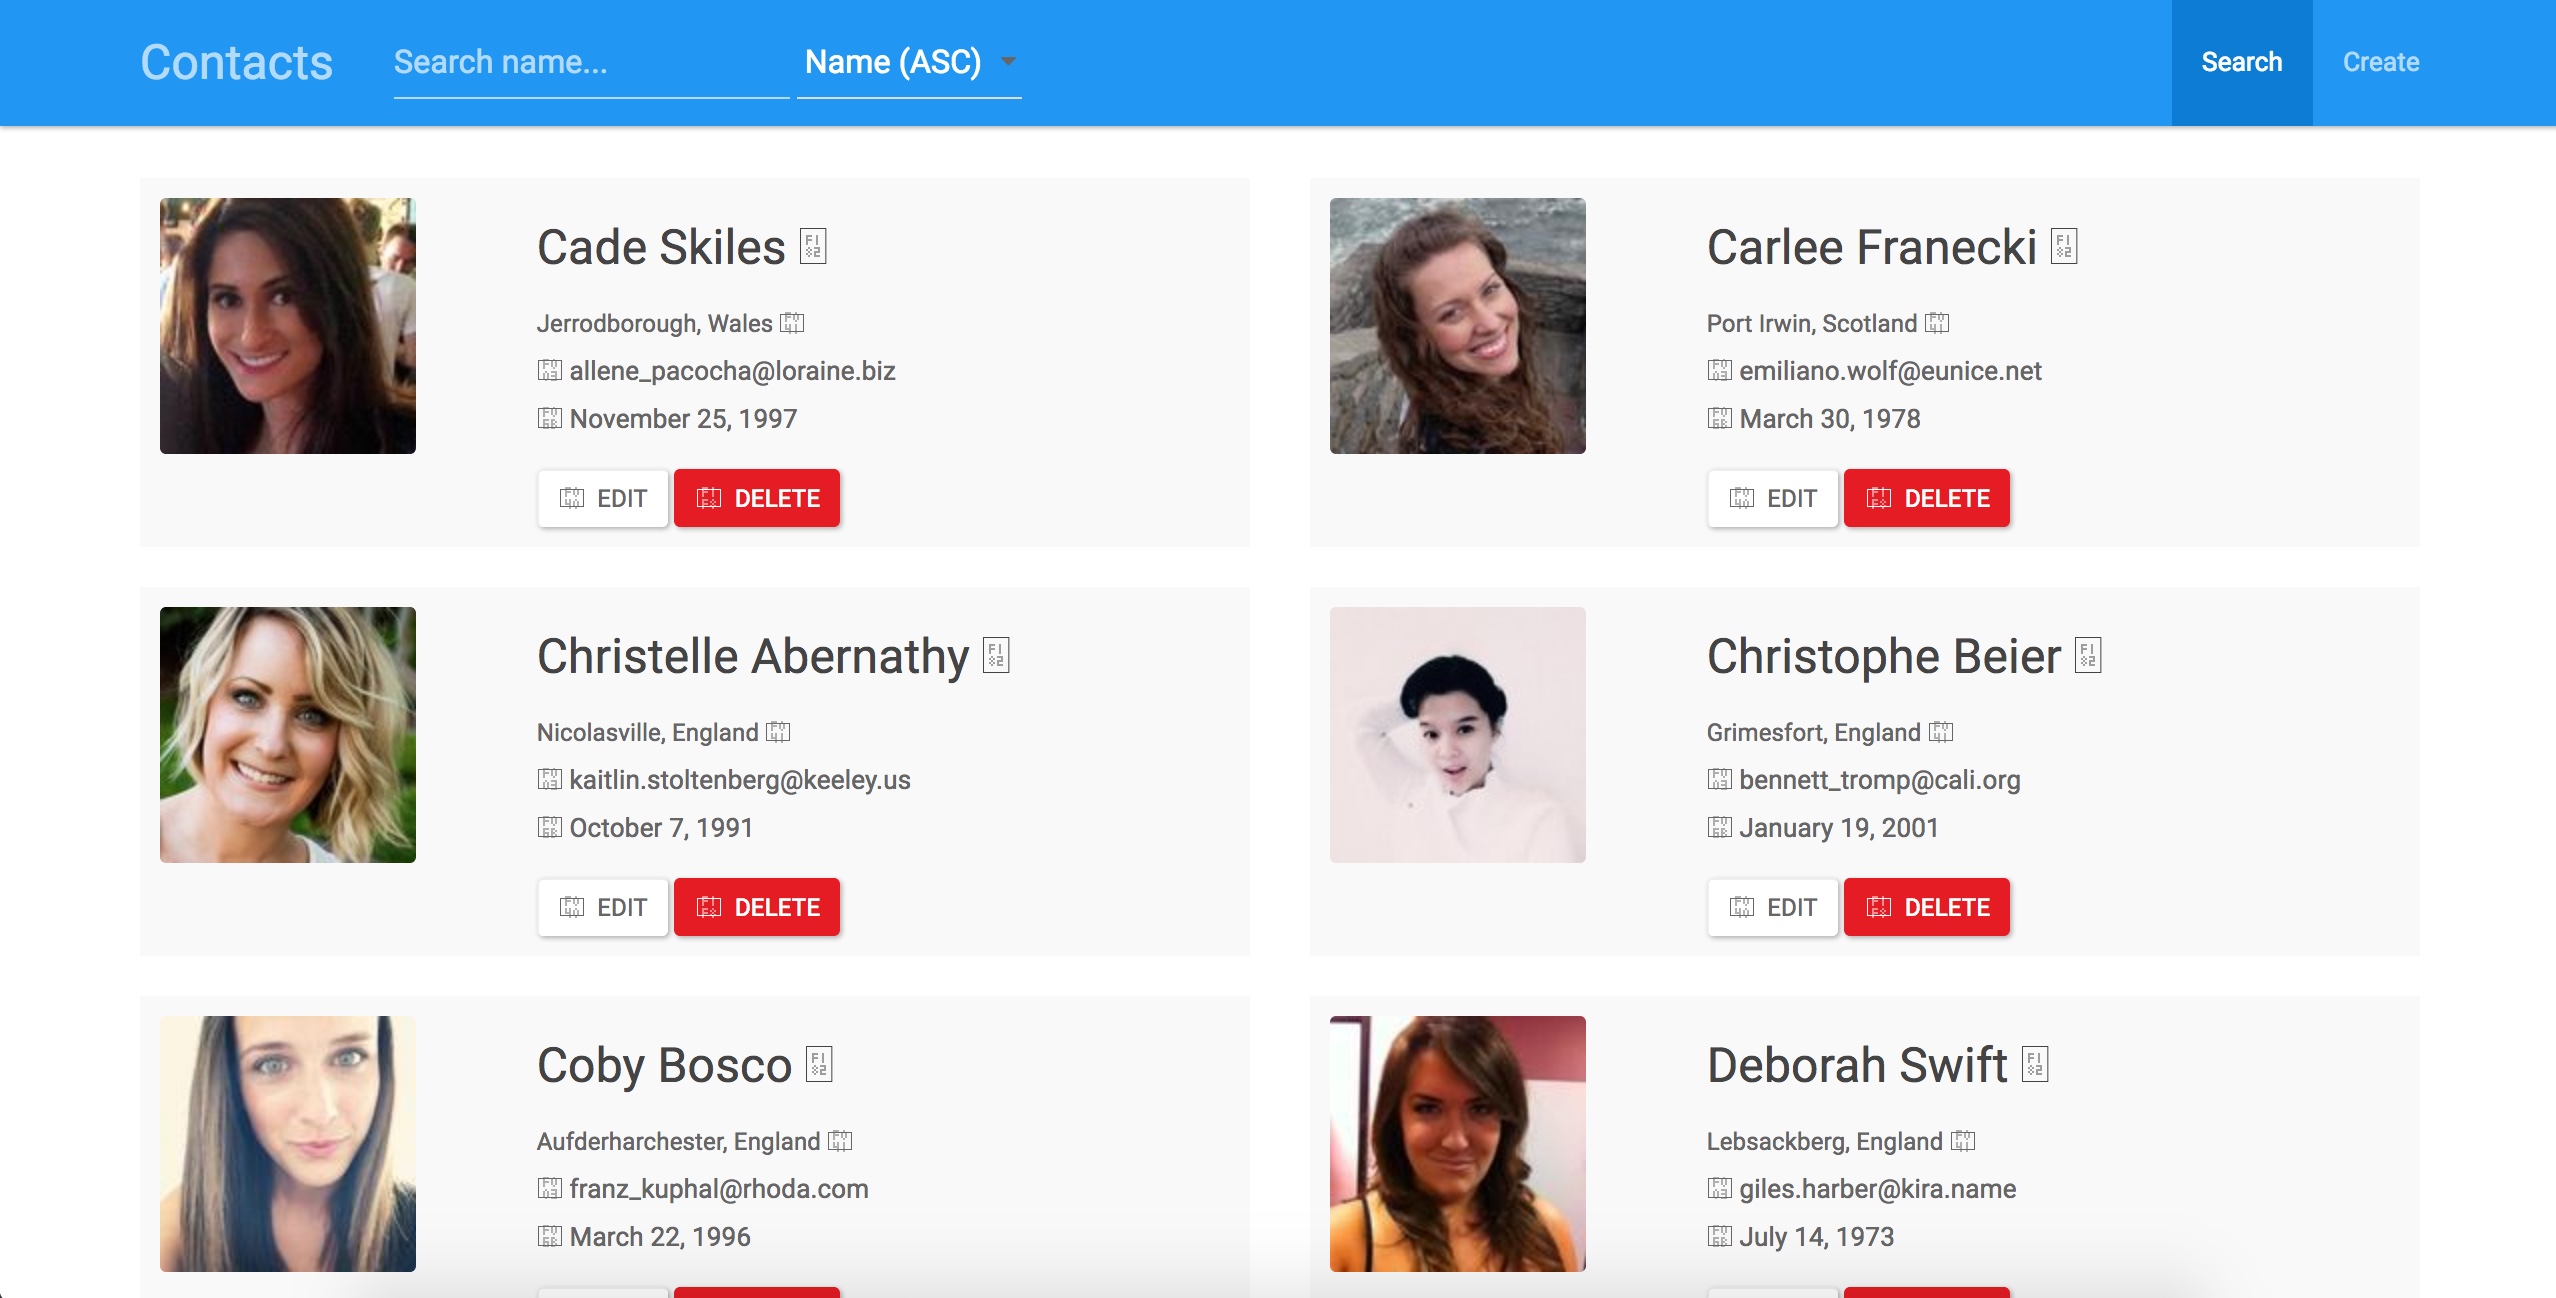 Contacts Search name... Name (ASC) Search Create
Cade Skiles
Jerrodborough, Wales
allene_pacocha@loraine.biz
November 25, 1997
EDIT DELETE
Carlee Franecki
Port Irwin, Scotland
emiliano.wolf@eunice.net
March 30, 1978
EDIT DELETE
Christelle Abernathy
Nicolasville, England
kaitlin.stoltenberg@keeley.us
October 7, 1991
EDIT DELETE
Christophe Beier
Grimesfort, England
bennett_tromp@cali.org
January 19, 2001
EDIT DELETE
Coby Bosco
Aufderharchester, England
franz_kuphal@rhoda.com
March 22, 1996
Deborah Swift
Lebsackberg, England
giles.harber@kira.name
July 14, 1973